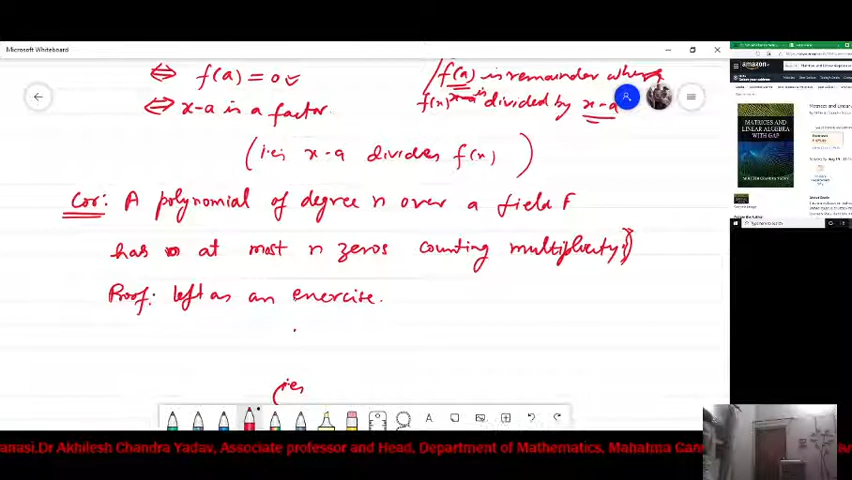 Microsoft Whiteboard
⇔ f(a) = 0
f(a) is remainder when
⇔ x-a is a factor.
f(x) is divided by x-a
(i.e; x-a divides f(x))
Cor: A polynomial of degree n over a field F
has at most n zeros counting multiplicity.
Proof: left as an exercise.
(i.e;
amazon
MATRICES AND
LINEAR ALGEBRA
WITH GAP
anasi.Dr Akhilesh Chandra Yadav, Associate professor and Head, Department of Mathematics, Mahatma Gan